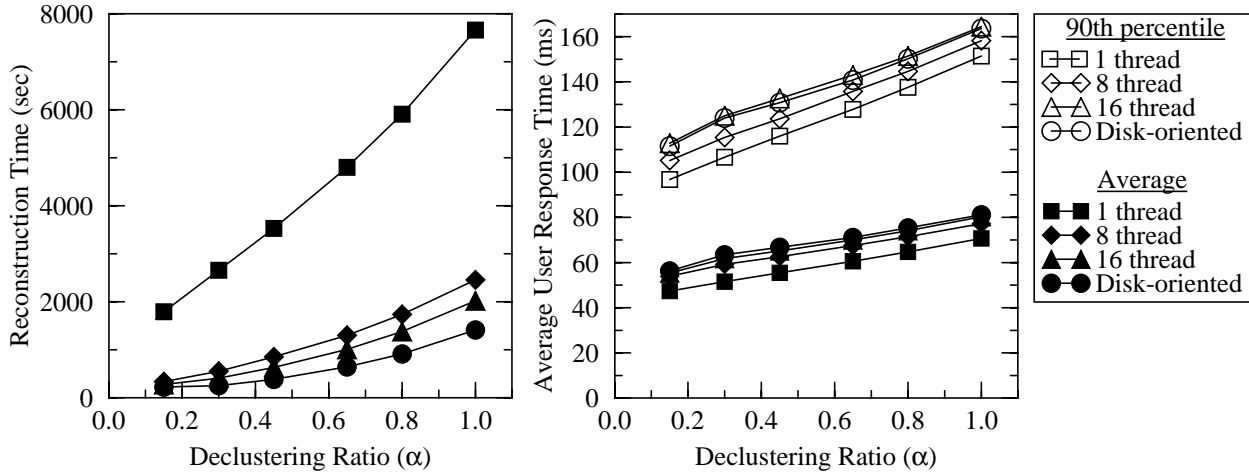 Reconstruction Time (sec)
8000
6000
4000
2000
0
0.0 0.2 0.4 0.6 0.8 1.0
Declustering Ratio (α)
Average User Response Time (ms)
160
140
120
100
80
60
40
20
0
0.0 0.2 0.4 0.6 0.8 1.0
Declustering Ratio (α)
90th percentile
1 thread
8 thread
16 thread
Disk-oriented
Average
1 thread
8 thread
16 thread
Disk-oriented